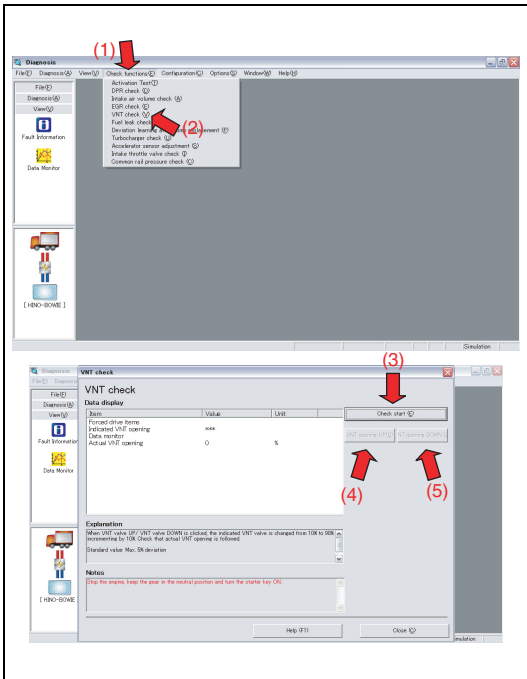 (1)
Diagnosis
File(F) Diagnosis(A) View(V) Check functions(E) Configuration(C) Options(S) Window(W) Help(H)
File(F)
Diagnosis(A)
View(V)
Fault Information
Data Monitor
[ HINO-BOWIE ]
Activation Test(T)
DPR check (D)
Intake air volume check (A)
EGR check (E)
VNT check (V)
(2)
Fuel leak check
Deviation learning
placement (P)
Turbocharger check (U)
Accelerator sensor adjustment (S)
Intake throttle valve check (I)
Common rail pressure check (C)
Simulation
(3)
Diagnosis
VNT check
File(F) Diagnosis
File(F)
Diagnosis(A)
View(V)
Fault Information
Data Monitor
[ HINO-BOWIE ]
VNT check
Data display
Item Value Unit
Forced drive items
Indicated VNT opening ***
Data monitor
Actual VNT opening 0 %
Check start (E)
VNT opening UP(U)
NT opening DOWN
(4)
(5)
Explanation
When VNT valve UP/ VNT valve DOWN is clicked, the indicated VNT valve is changed from 10% to 90%
incrementing by 10%. Check that actual VNT opening is followed.
Standard value: Max. 5% deviation
Notes
Stop the engine, keep the gear in the neutral position and turn the starter key ON.
Help (F1)
Close (C)
mulation